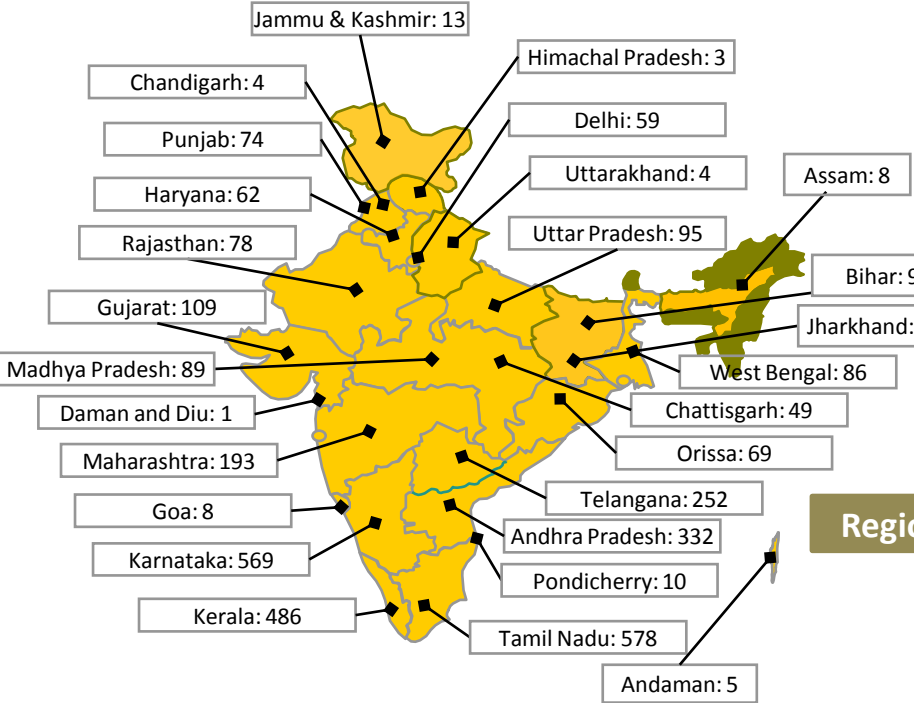 Jammu & Kashmir: 13
Himachal Pradesh: 3
Chandigarh: 4
Delhi: 59
Punjab: 74
Uttarakhand: 4
Assam: 8
Haryana: 62
Uttar Pradesh: 95
Rajasthan: 78
Bihar: 9
Gujarat: 109
Jharkhand:
Madhya Pradesh: 89
West Bengal: 86
Daman and Diu: 1
Chattisgarh: 49
Maharashtra: 193
Orissa: 69
Telangana: 252
Goa: 8
Andhra Pradesh: 332
Karnataka: 569
Pondicherry: 10
Kerala: 486
Tamil Nadu: 578
Andaman: 5